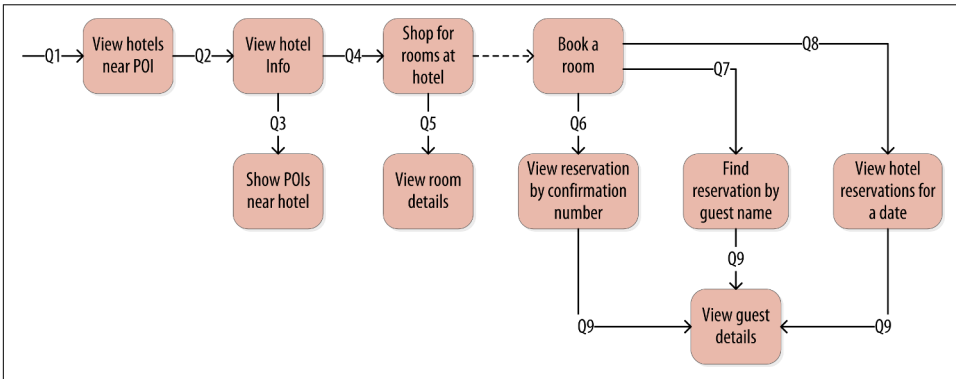 Q1
View hotels
near POI
Q2
View hotel
Info
Q4
Shop for
rooms at
hotel
Book a
room
Q8
Q7
Q3
Q5
Q6
Show POIs
near hotel
View room
details
View reservation
by confirmation
number
Find
reservation by
guest name
View hotel
reservations for
a date
Q9
Q9
View guest
details
Q9